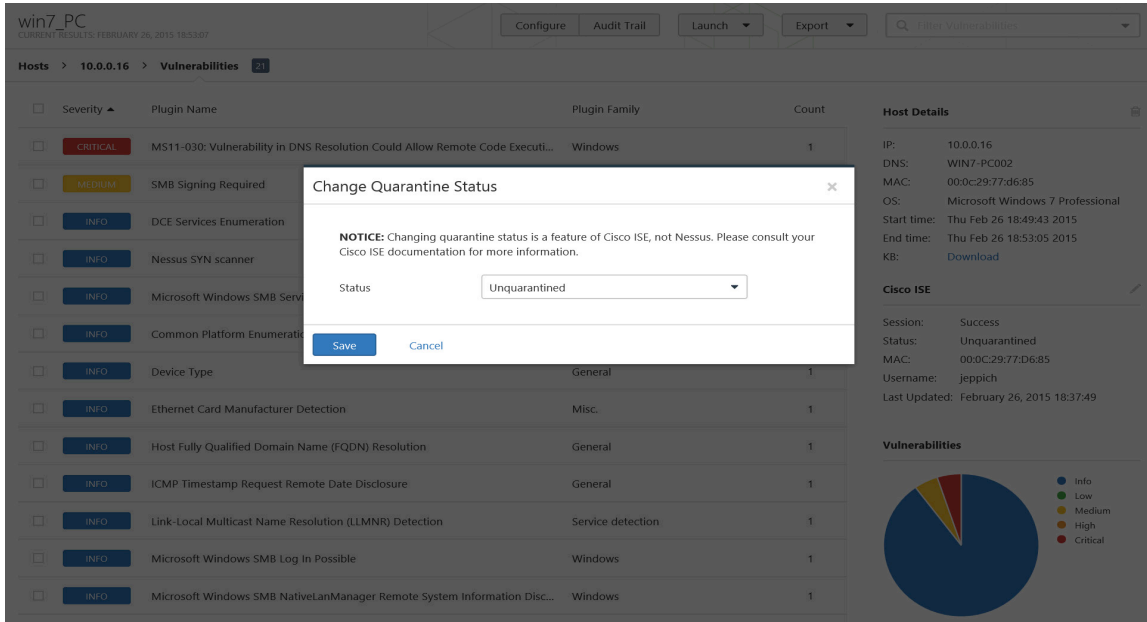 win7_PC
CURRENT RESULTS: FEBRUARY 26, 2015 18:53:07
Configure
Audit Trail
Launch
Export
Filter Vulnerabilities
Hosts > 10.0.0.16 > Vulnerabilities 21
Severity Plugin Name Plugin Family Count
CRITICAL MS11-030: Vulnerability in DNS Resolution Could Allow Remote Code Executi... Windows 1
MEDIUM SMB Signing Required
INFO DCE Services Enumeration
INFO Nessus SYN scanner
INFO Microsoft Windows SMB Servi
INFO Common Platform Enumeratio
INFO Device Type General 1
INFO Ethernet Card Manufacturer Detection Misc. 1
INFO Host Fully Qualified Domain Name (FQDN) Resolution General 1
INFO ICMP Timestamp Request Remote Date Disclosure General 1
INFO Link-Local Multicast Name Resolution (LLMNR) Detection Service detection 1
INFO Microsoft Windows SMB Log In Possible Windows 1
INFO Microsoft Windows SMB NativeLanManager Remote System Information Disc... Windows 1
Change Quarantine Status ×
NOTICE: Changing quarantine status is a feature of Cisco ISE, not Nessus. Please consult your
Cisco ISE documentation for more information.
Status Unquarantined
Save Cancel
Host Details
IP: 10.0.0.16
DNS: WIN7-PC002
MAC: 00:0c:29:77:d6:85
OS: Microsoft Windows 7 Professional
Start time: Thu Feb 26 18:49:43 2015
End time: Thu Feb 26 18:53:05 2015
KB: Download
Cisco ISE
Session: Success
Status: Unquarantined
MAC: 00:0C:29:77:D6:85
Username: jeppich
Last Updated: February 26, 2015 18:37:49
Vulnerabilities
Info
Low
Medium
High
Critical